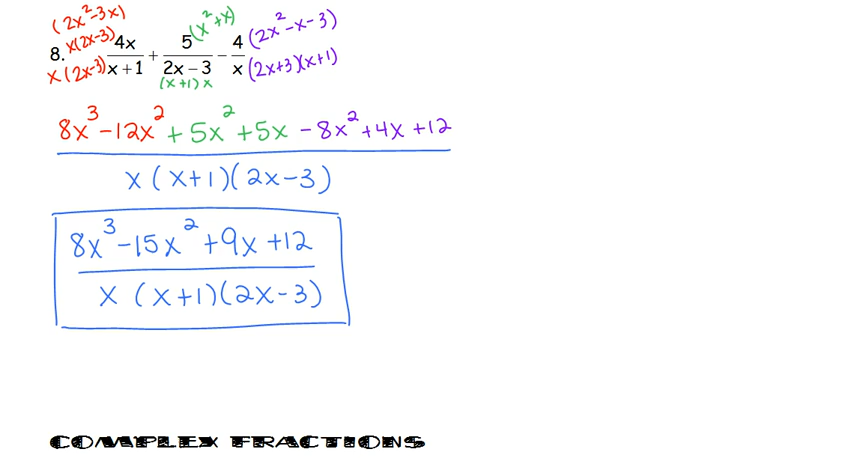 (2x²-3x) (x²+x) (2x²-x-3)
8. x(2x-3) 4x/x+1 + 5/2x-3 - 4/x
x(2x-3) (x+1)x (2x+3)(x+1)
8x³-12x²+5x²+5x-8x²+4x+12
x(x+1)(2x-3)
8x³-15x²+9x+12
x(x+1)(2x-3)
COMPLEX FRACTIONS